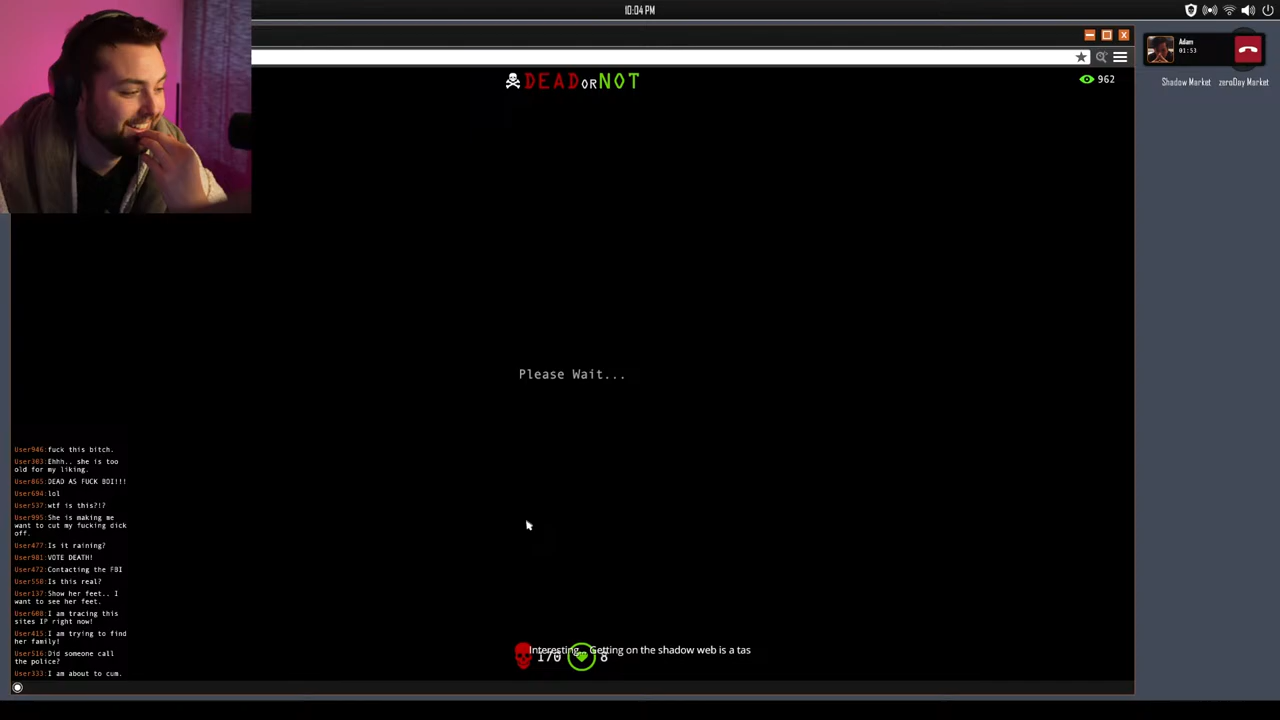 10:04 PM
Adam
01:53
Shadow Market
zeroDay Market
DEADORNOT
962
Please Wait...
User946:fuck this bitch.
User303:Ehhh.. she is too
old for my liking.
User865:DEAD AS FUCK BOI!!!
User694:lol
User537:wtf is this?!?
User995:She is making me
want to cut my fucking dick
off.
User477:Is it raining?
User981:VOTE DEATH!
User472:Contacting the FBI
User550:Is this real?
User137:Show her feet.. I
want to see her feet.
User608:I am tracing this
sites IP right now!
User415:I am trying to find
her family!
User516:Did someone call
the police?
User333:I am about to cum.
Interesting... Getting on the shadow web is a tas
170
8